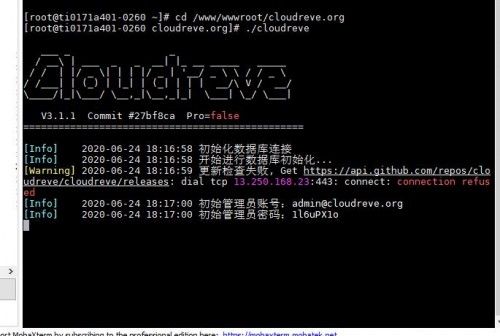 [root@ti0171a401-0260 ~]# cd /www/wwwroot/cloudreve.org
[root@ti0171a401-0260 cloudreve.org]# ./cloudreve
Cloudreve
V3.1.1  Commit #27bf8ca  Pro=false
================================================
[Info]    2020-06-24 18:16:58 初始化数据库连接
[Info]    2020-06-24 18:16:58 开始进行数据库初始化...
[Warning] 2020-06-24 18:16:59 更新检查失败, Get https://api.github.com/repos/clo
udreve/cloudreve/releases: dial tcp 13.250.168.23:443: connect: connection refus
ed
[Info]    2020-06-24 18:17:00 初始管理员账号：admin@cloudreve.org
[Info]    2020-06-24 18:17:00 初始管理员密码：1l6uPX1o
ort MobaXterm by subscribing to the professional edition here: https://mobaxterm.mobatek.net